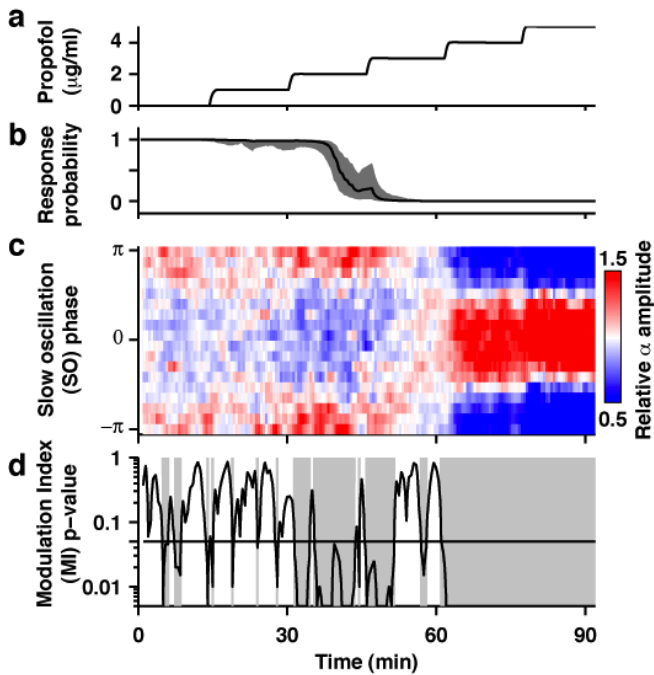 a
Propofol
(μg/ml)
4
2
0
b
Response
probability
1
0
c
Slow oscillation
(SO) phase
π
0
−π
1.5
Relative α amplitude
0.5
d
Modulation Index
(MI) p−value
1
0.1
0.01
0 30 60 90
Time (min)